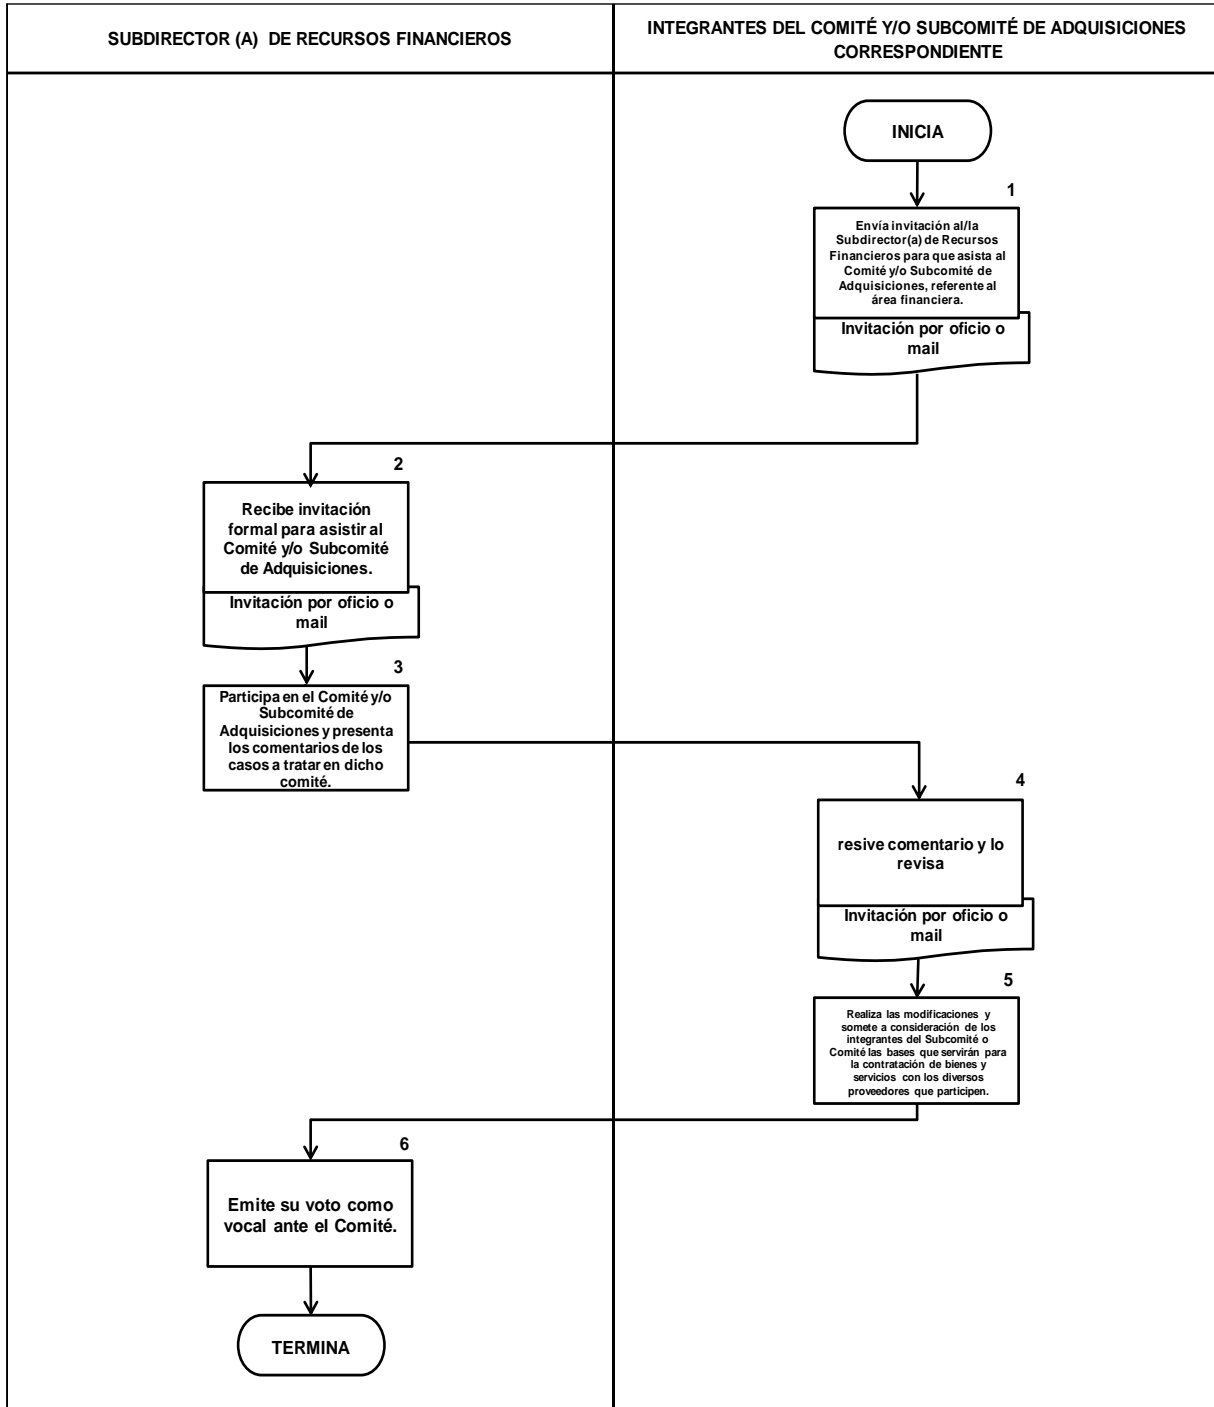 SUBDIRECTOR (A) DE RECURSOS FINANCIEROS
INTEGRANTES DEL COMITÉ Y/O SUBCOMITÉ DE ADQUISICIONES
CORRESPONDIENTE
INICIA
1
Envía invitación al/la
Subdirector(a) de Recursos
Financieros para que asista al
Comité y/o Subcomité de
Adquisiciones, referente al
área financiera.
Invitación por oficio o
mail
2
Recibe invitación
formal para asistir al
Comité y/o Subcomité
de Adquisiciones.
Invitación por oficio o
mail
3
Participa en el Comité y/o
Subcomité de
Adquisiciones y presenta
los comentarios de los
casos a tratar en dicho
comité.
4
resive comentario y lo
revisa
Invitación por oficio o
mail
5
Realiza las modificaciones y
somete a consideración de los
integrantes del Subcomité o
Comité las bases que servirán para
la contratación de bienes y
servicios con los diversos
proveedores que participen.
6
Emite su voto como
vocal ante el Comité.
TERMINA